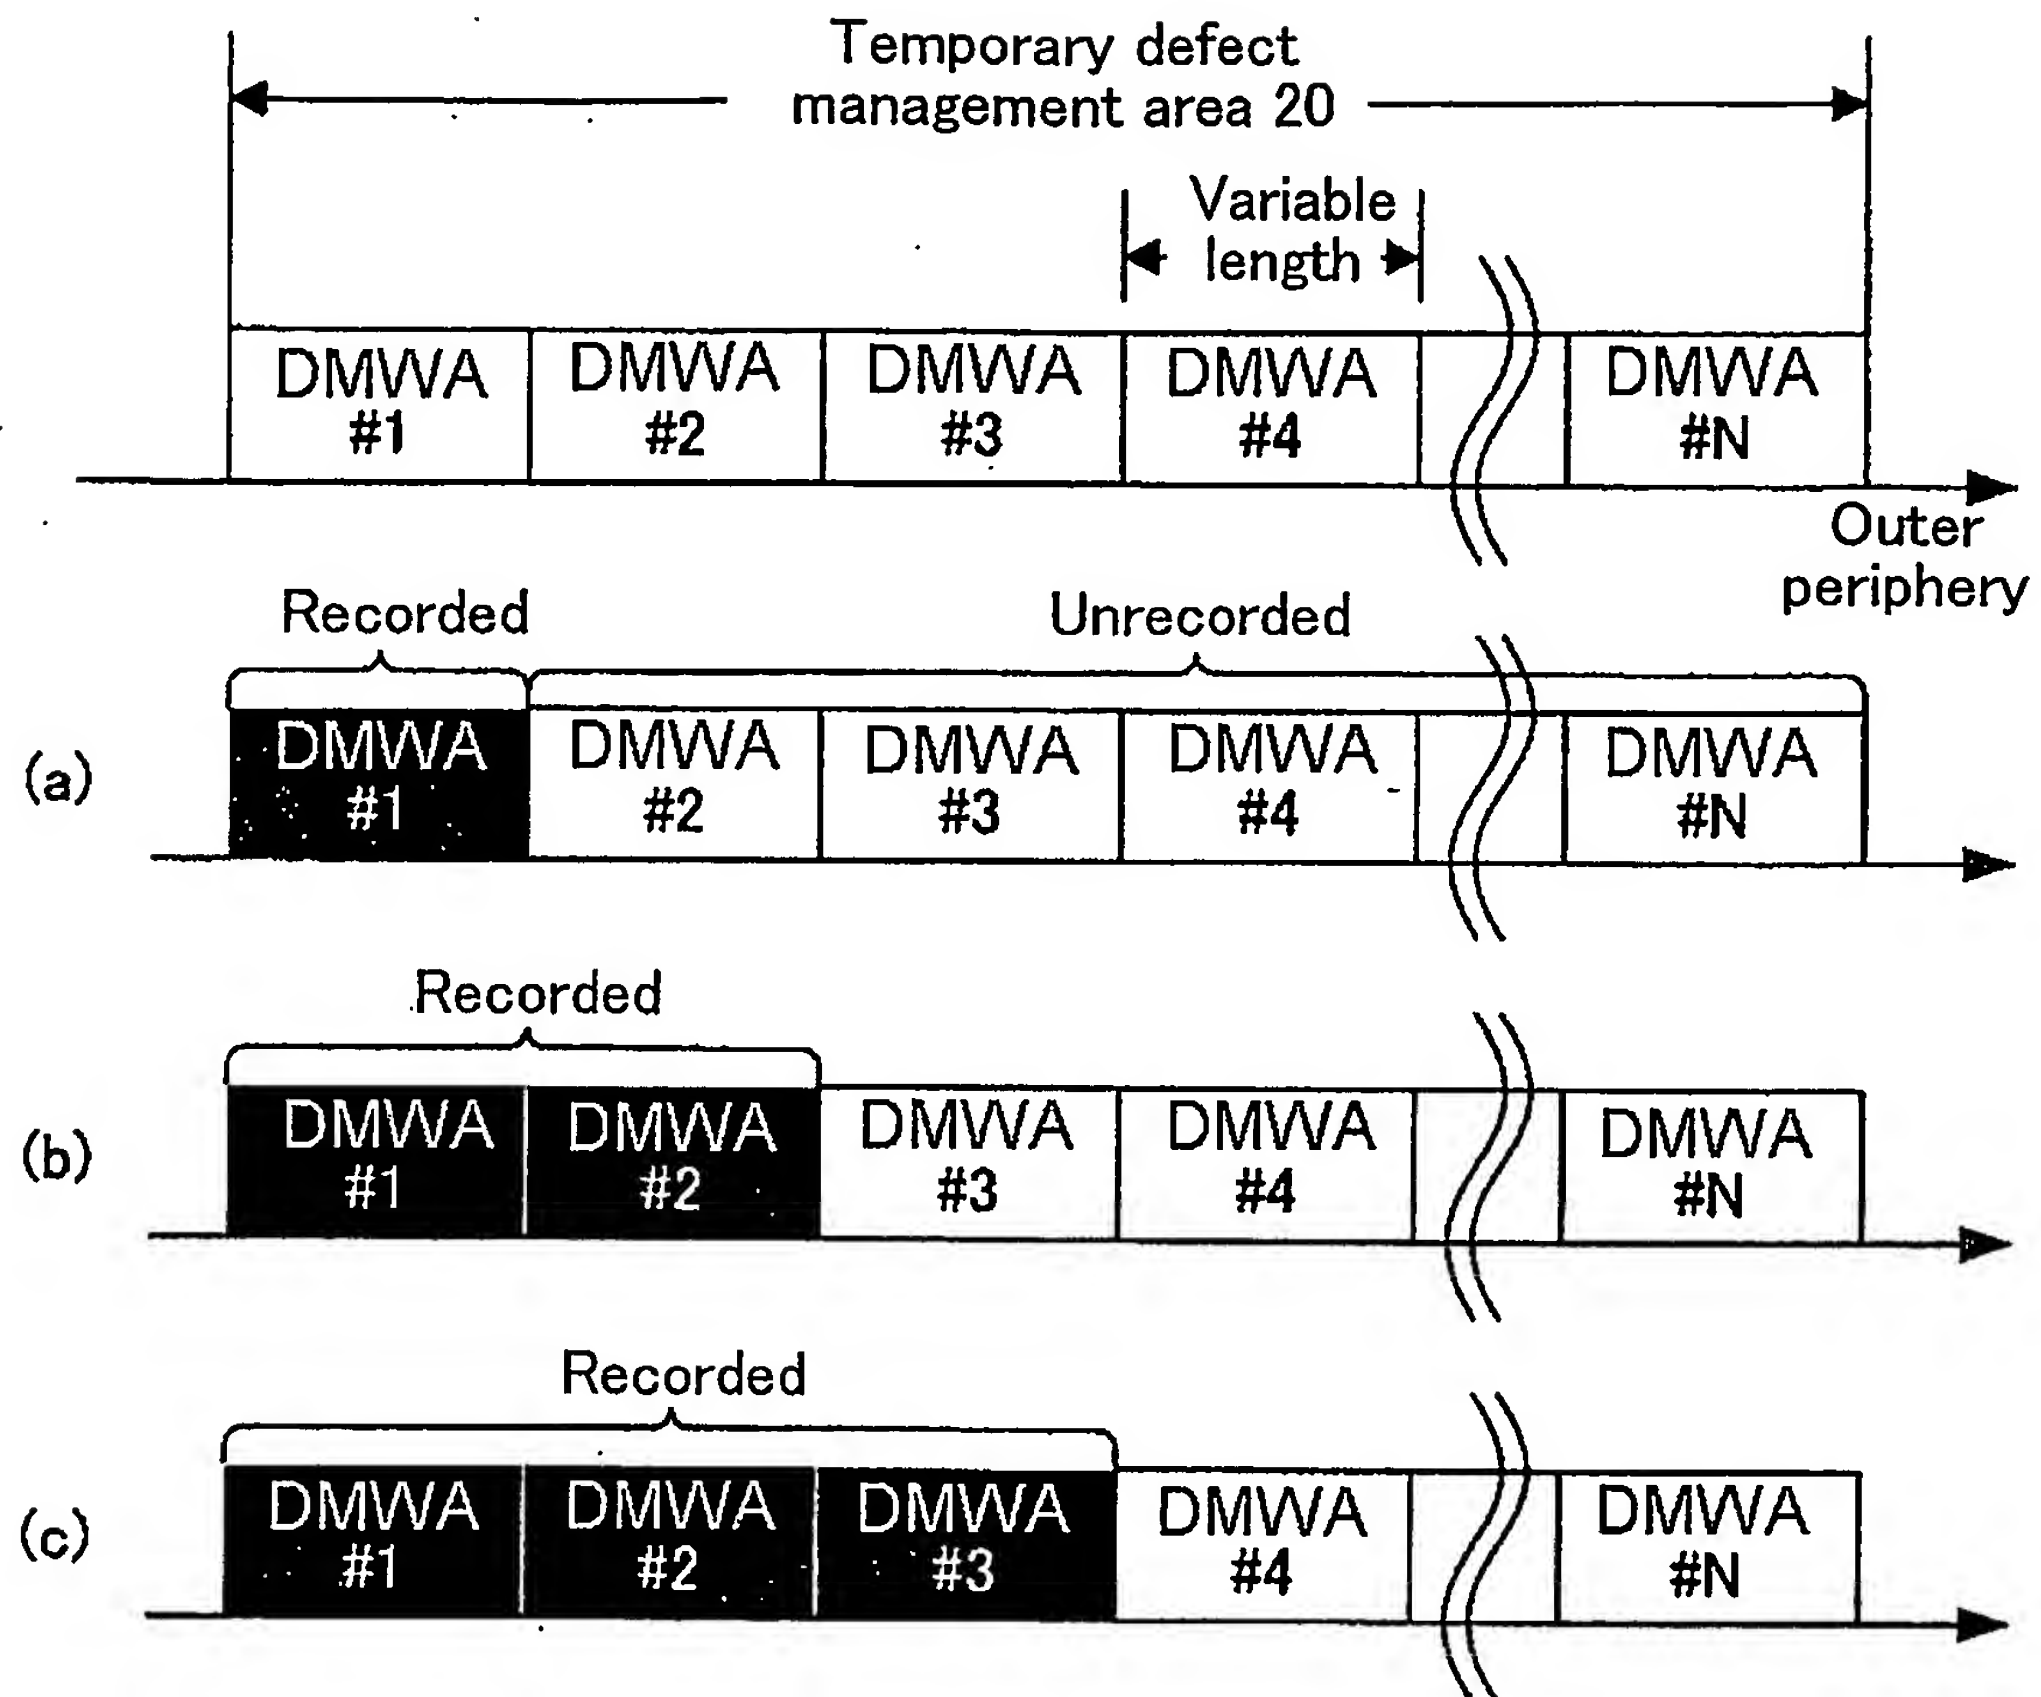 Temporary defect
management area 20
Variable
length
DMWA DMWA DMWA DMWA DMWA
#1 #2 #3 #4 #N
Outer
periphery
Recorded Unrecorded
(a)
DMWA DMWA DMWA DMWA DMWA
#1 #2 #3 #4 #N
Recorded
(b)
DMWA DMWA DMWA DMWA DMWA
#1 #2 #3 #4 #N
Recorded
(c)
DMWA DMWA DMWA DMWA DMWA
#1 #2 #3 #4 #N